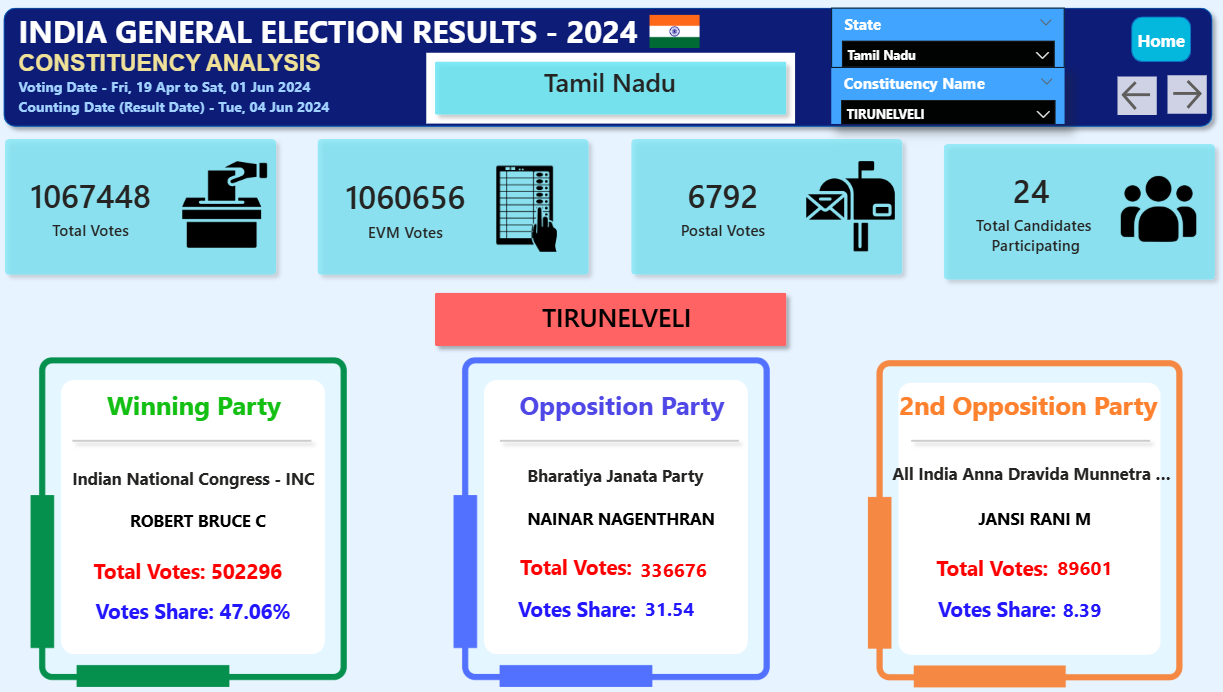 INDIA GENERAL ELECTION RESULTS - 2024
CONSTITUENCY ANALYSIS
Voting Date - Fri, 19 Apr to Sat, 01 Jun 2024
Counting Date (Result Date) - Tue, 04 Jun 2024
Tamil Nadu
State
Tamil Nadu
Constituency Name
TIRUNELVELI
Home
1067448
Total Votes
1060656
EVM Votes
6792
Postal Votes
24
Total Candidates
Participating
TIRUNELVELI
Winning Party
Indian National Congress - INC
ROBERT BRUCE C
Total Votes: 502296
Votes Share: 47.06%
Opposition Party
Bharatiya Janata Party
NAINAR NAGENTHRAN
Total Votes: 336676
Votes Share: 31.54
2nd Opposition Party
All India Anna Dravida Munnetra ...
JANSI RANI M
Total Votes: 89601
Votes Share: 8.39